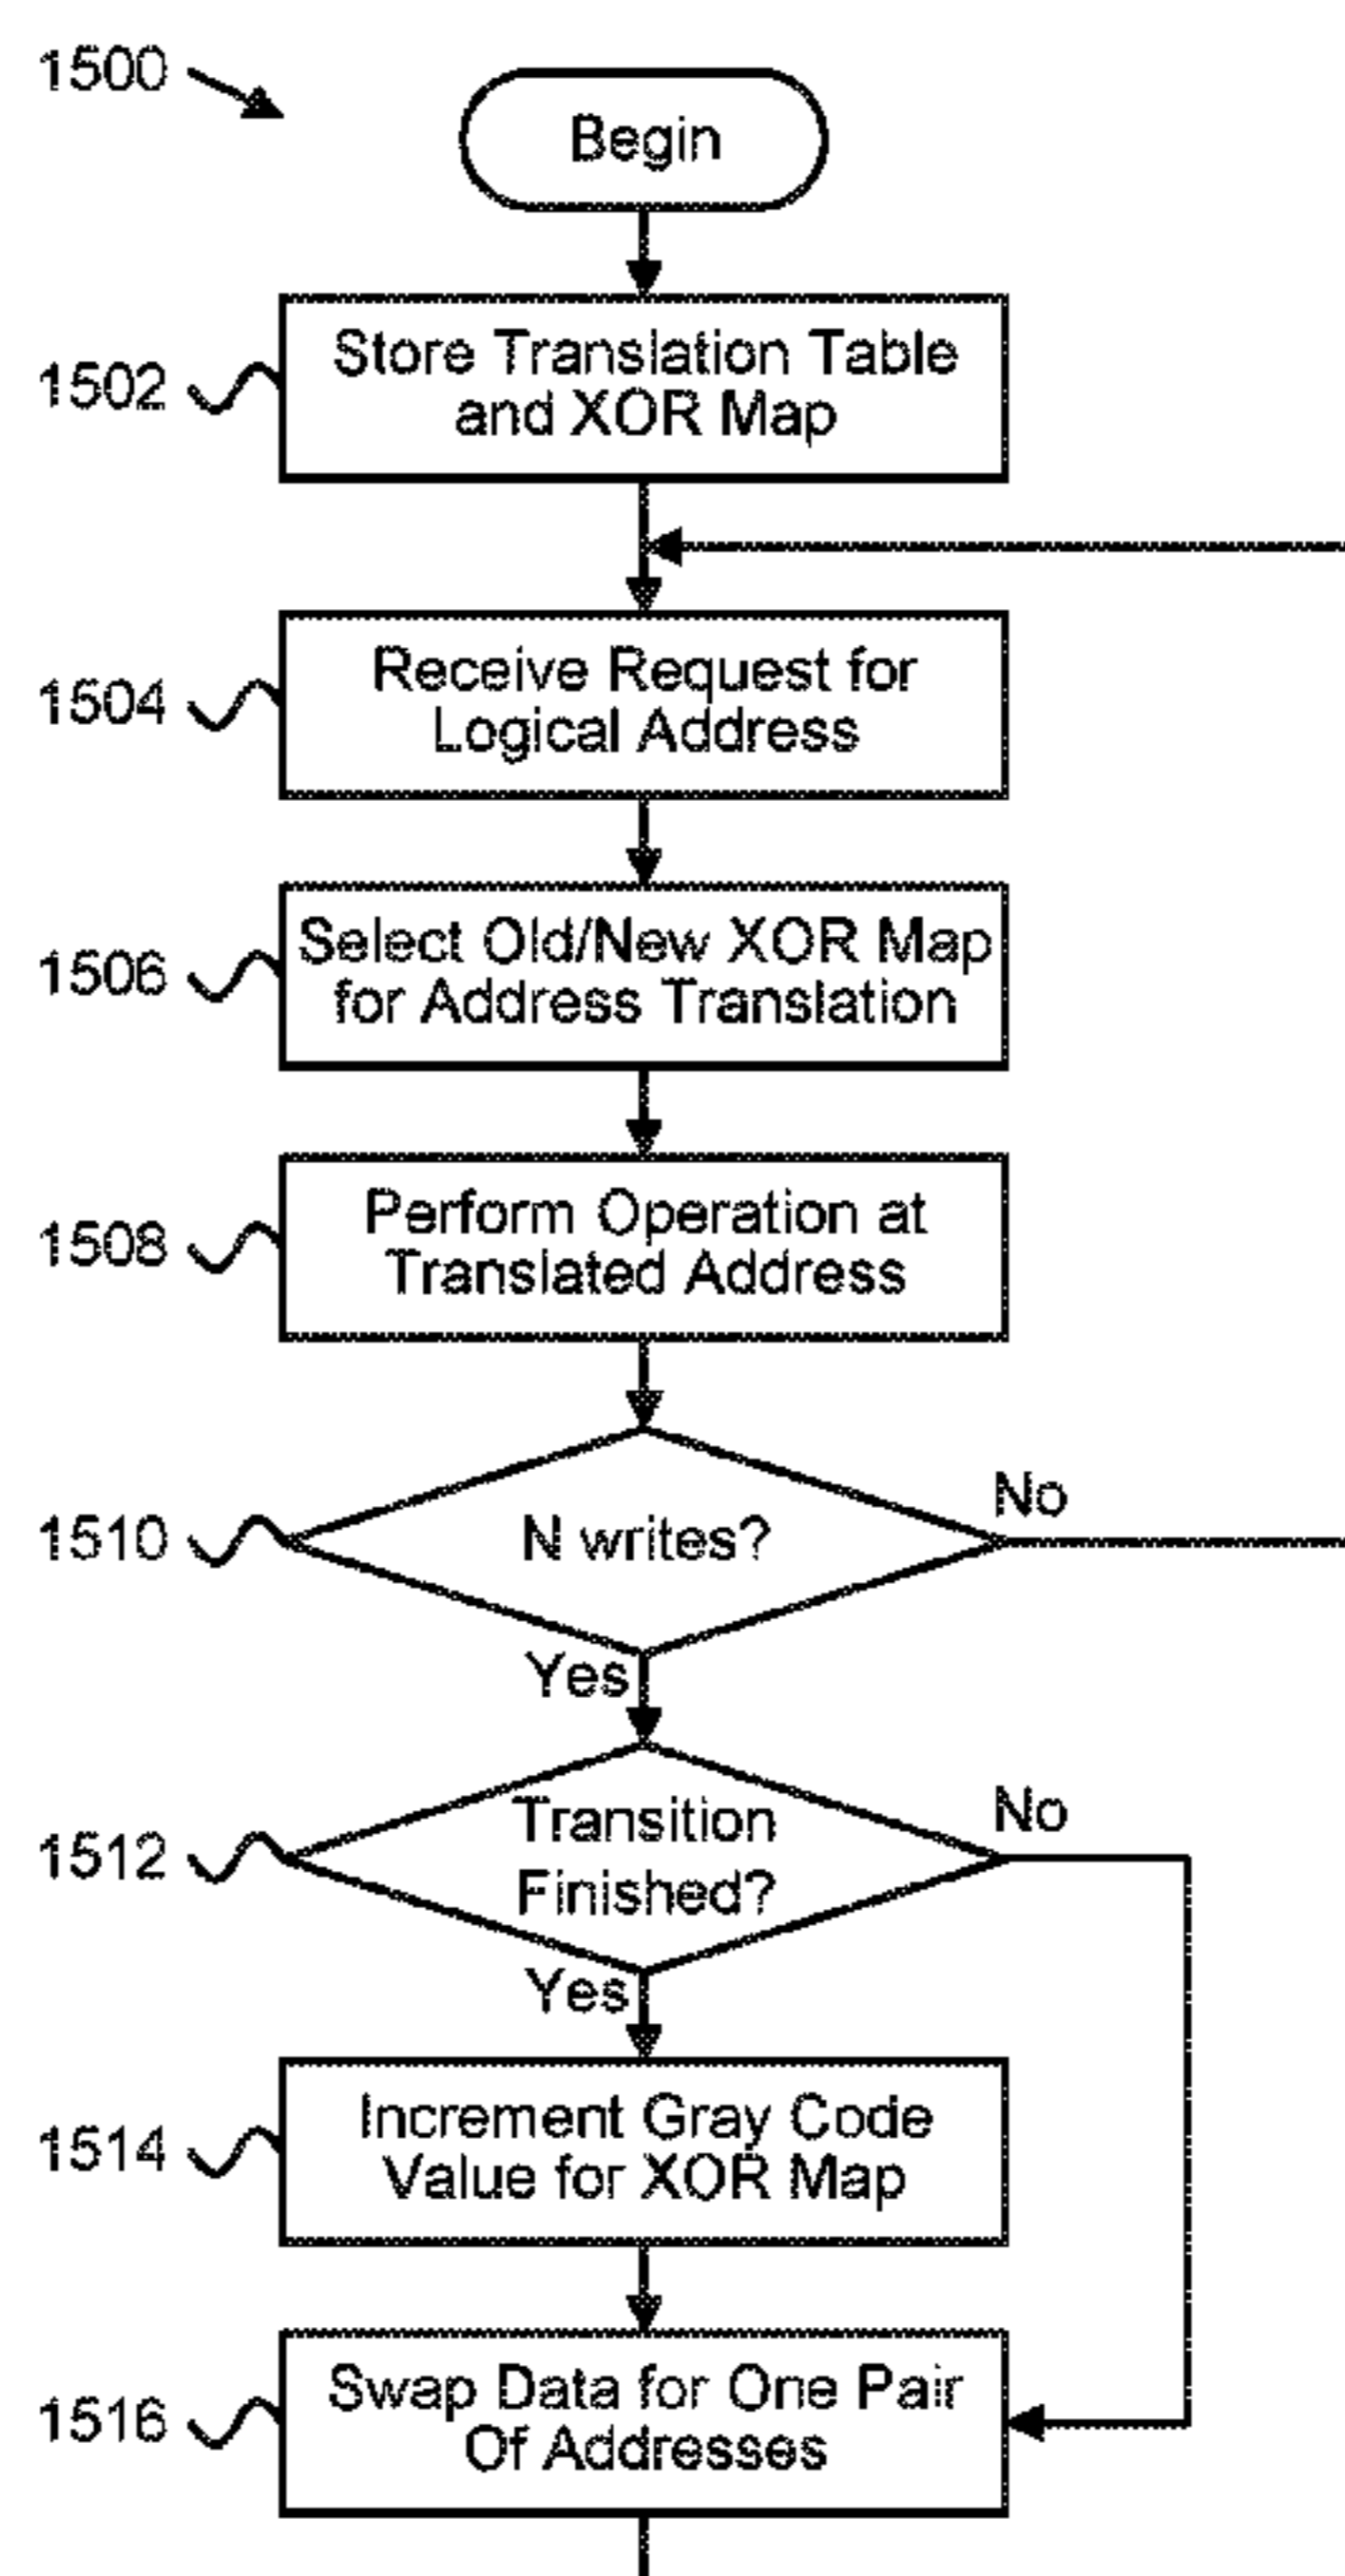 1500
Begin
1502
Store Translation Table
and XOR Map
1504
Receive Request for
Logical Address
1506
Select Old/New XOR Map
for Address Translation
1508
Perform Operation at
Translated Address
1510
N writes?
No
Yes
1512
Transition
Finished?
No
Yes
1514
Increment Gray Code
Value for XOR Map
1516
Swap Data for One Pair
Of Addresses